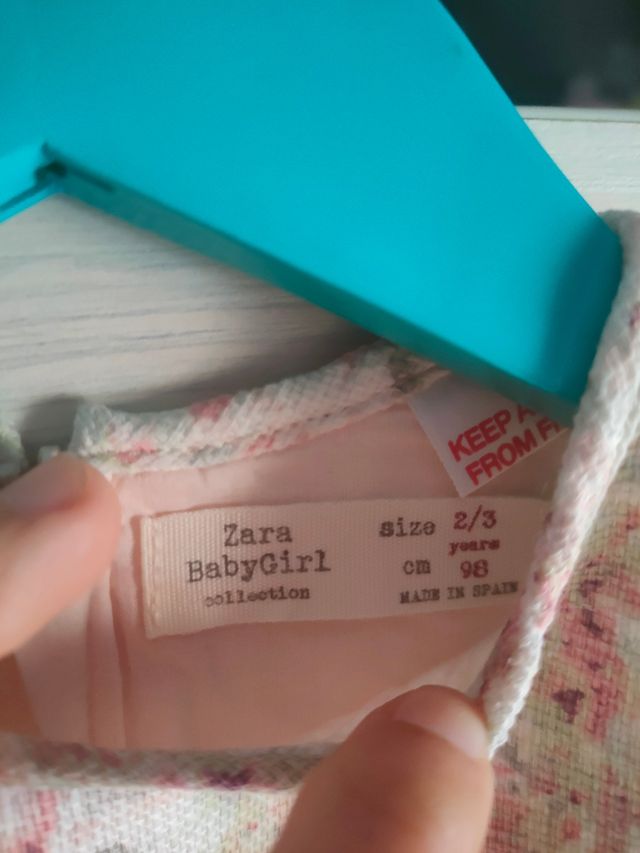 KEEP A
FROM F
Zara
BabyGirl
collection
size 2/3
years
cm 98
MADE IN SPAIN